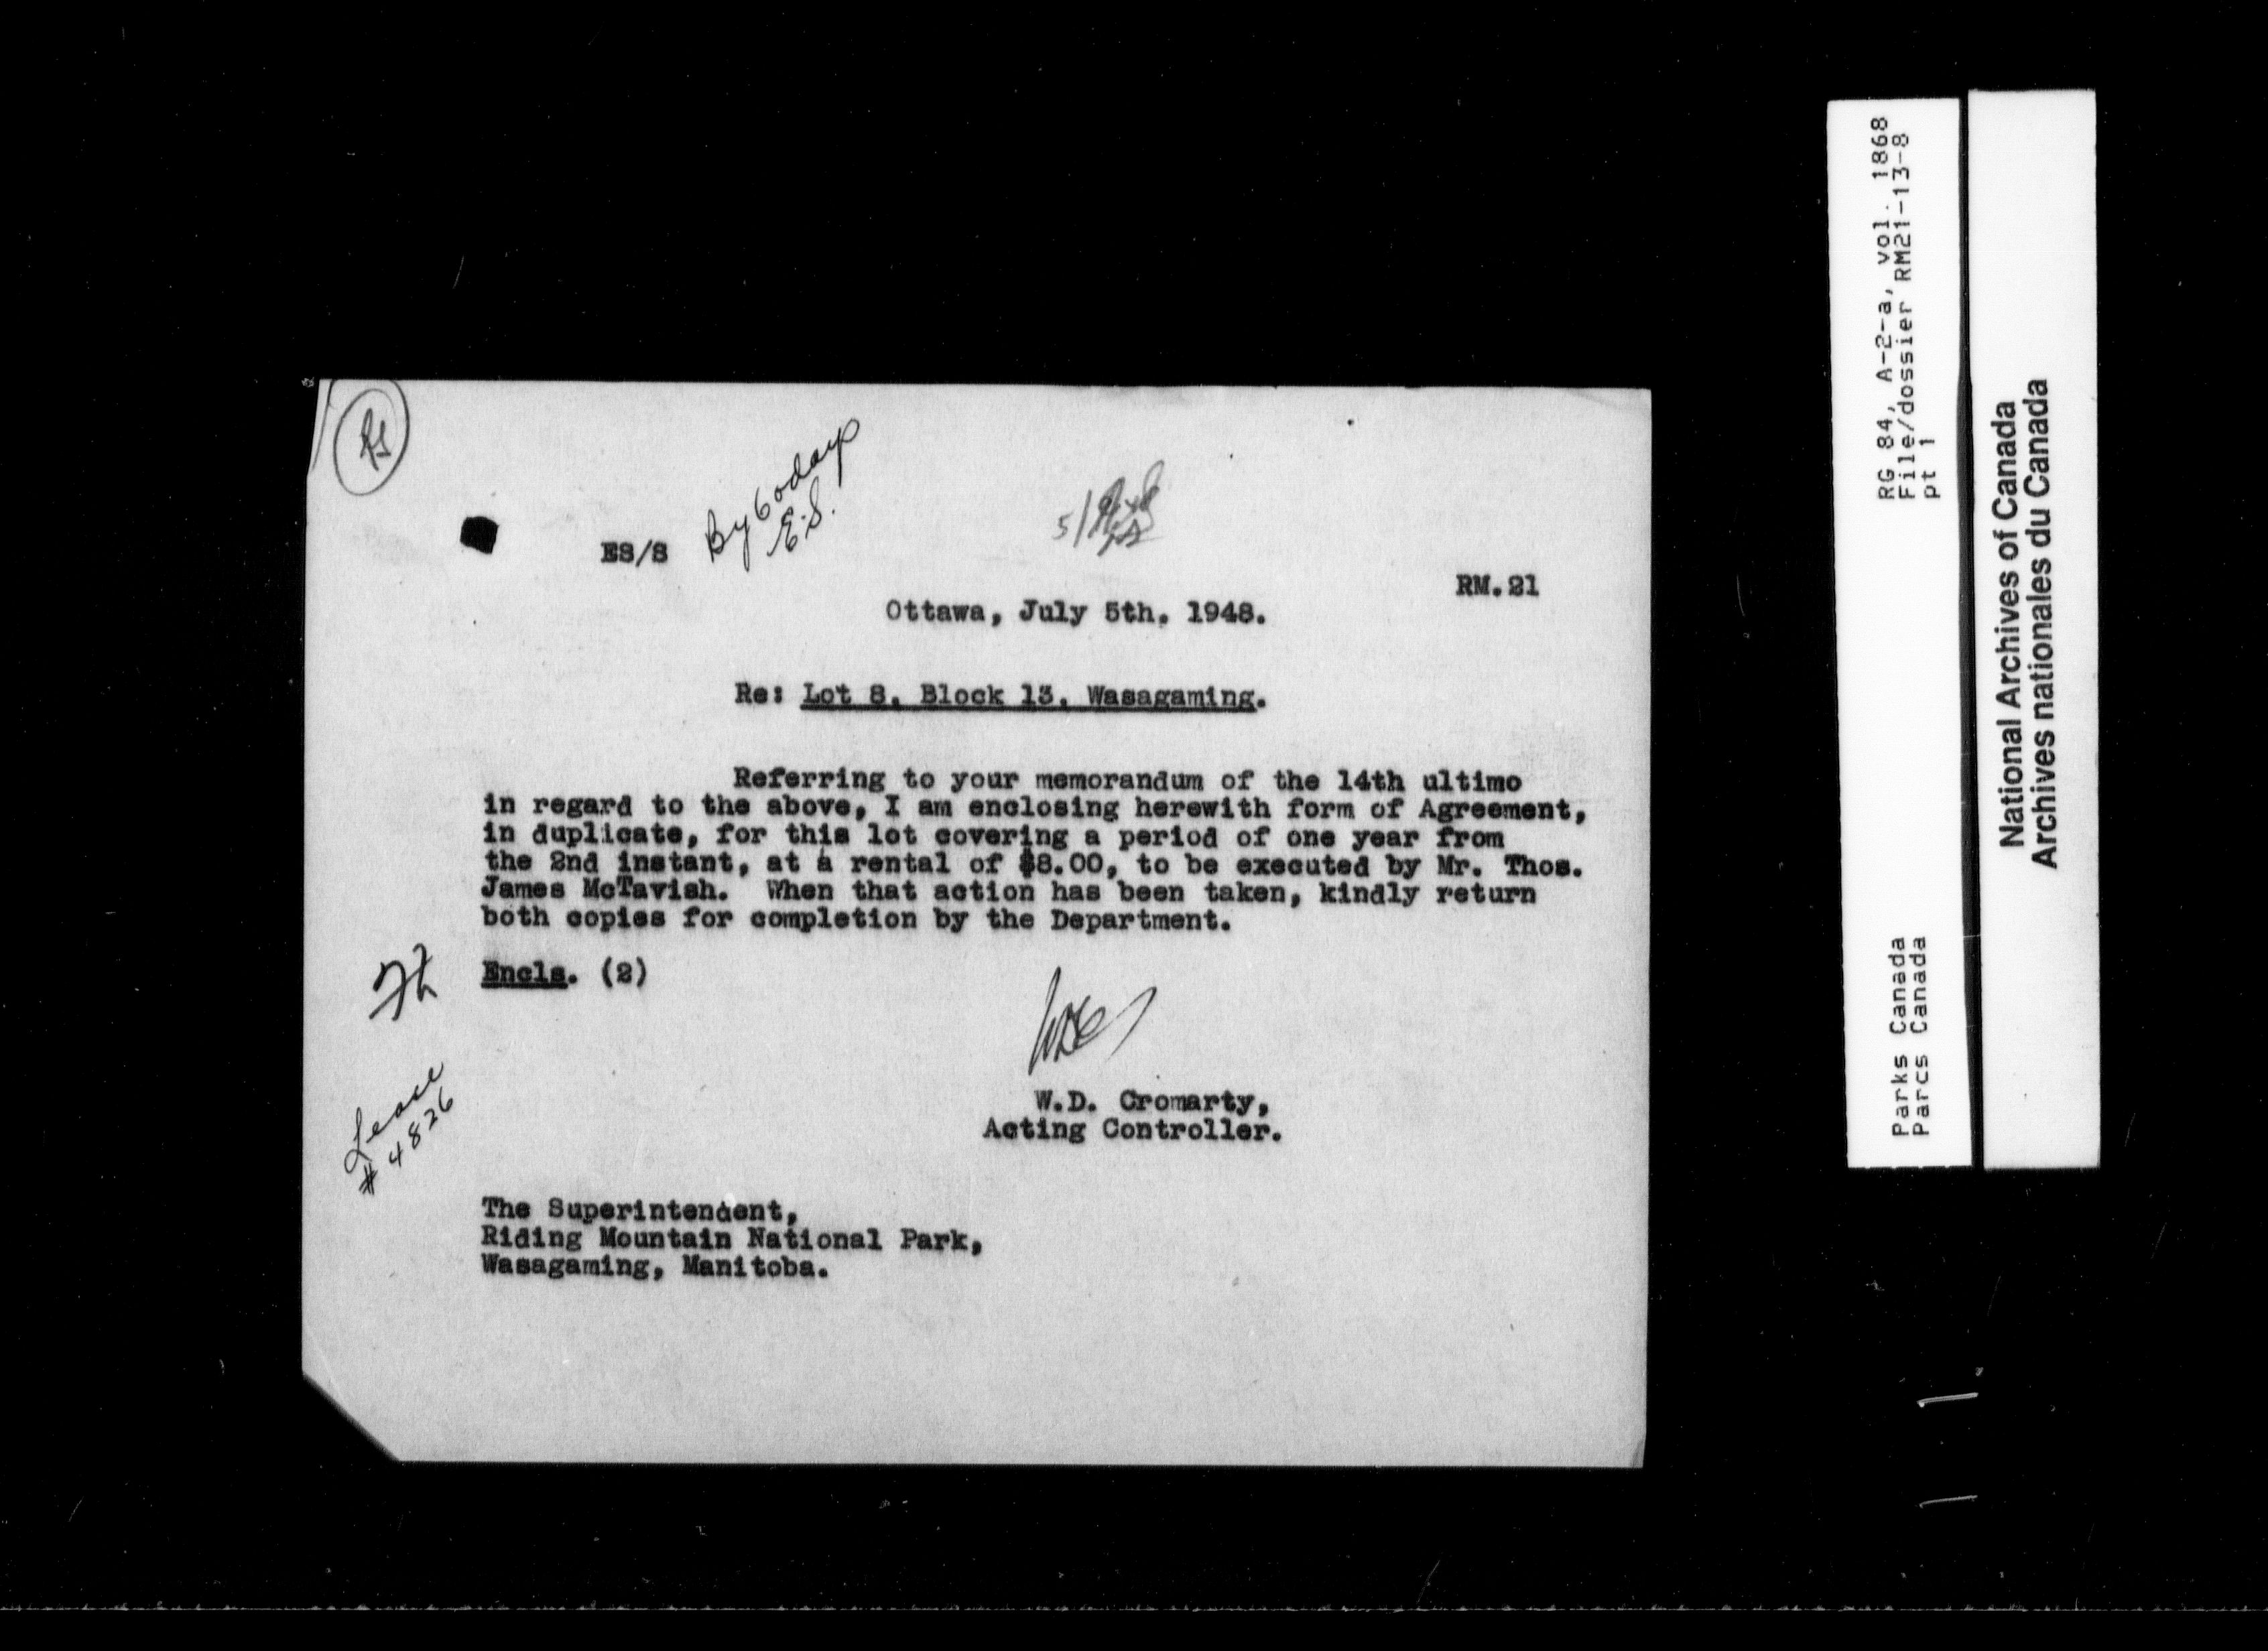 By 60 days
E.S.
ES/S
RM.21
Ottawa, July 5th, 1948.
Re: Lot 8, Block 13, Wasagaming.
Referring to your memorandum of the 14th ultimo
in regard to the above, I am enclosing herewith form of Agreement,
in duplicate, for this lot covering a period of one year from
the 2nd instant, at a rental of $8.00, to be executed by Mr. Thos.
James McTavish.  When that action has been taken, kindly return
both copies for completion by the Department.
Encls. (2)
W.D. Cromarty,
Acting Controller.
Lease
#4826
The Superintendent,
Riding Mountain National Park,
Wasagaming, Manitoba.
RG 84, A-2-a, vol. 1868
File/dossier RM21-13-8
pt 1
Parks Canada
Parcs Canada
National Archives of Canada
Archives nationales du Canada